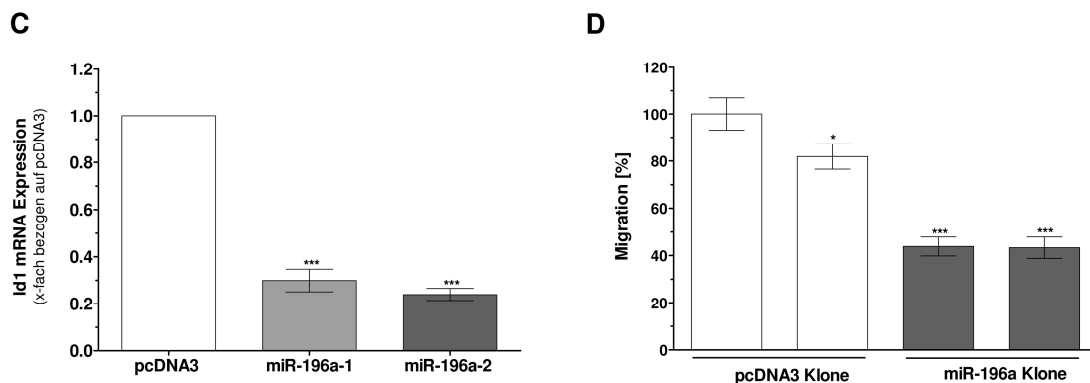 C
D
Id1 mRNA Expression
(x-fach bezcgen auf pcDNA3)
1.2
1.0
0.8
0.6
0.4
0.2
0.0
***
***
pcDNA3
miR-196a-1
miR-196a-2
Migration [%]
120
100
80
60
40
20
0
*
***
***
pcDNA3 Klone
miR-196a Klone